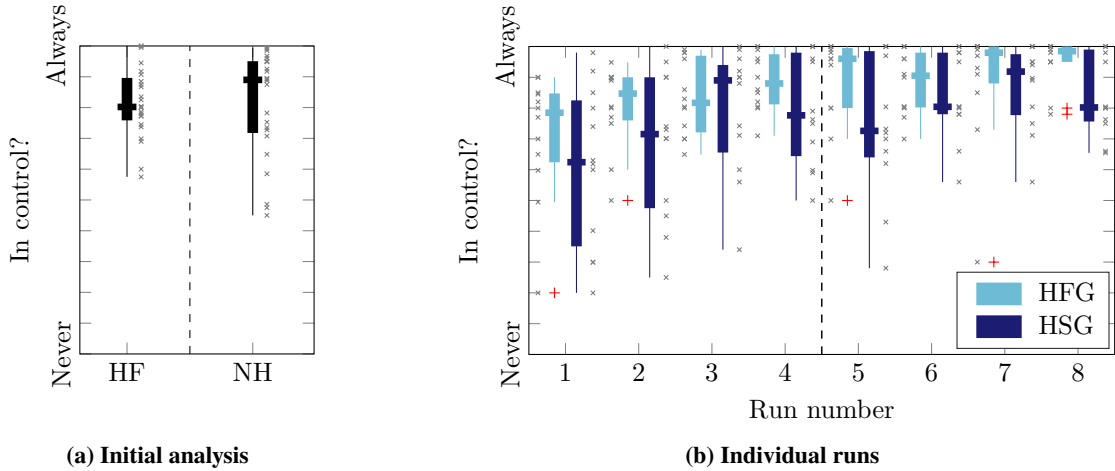 Always
In control?
Never
HF
NH
(a) Initial analysis
Always
In control?
Never
HFG
HSG
1 2 3 4 5 6 7 8
Run number
(b) Individual runs